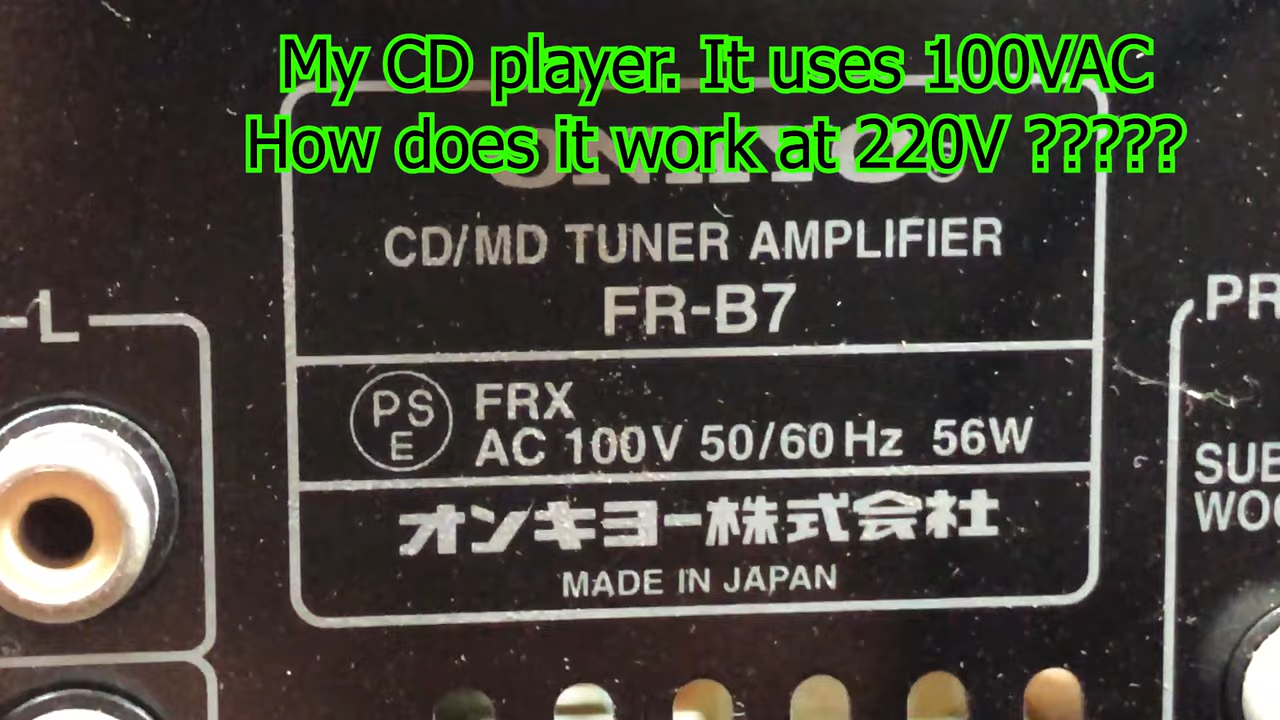 My CD player. It uses 100VAC
How does it work at 220V ?????
ONKYO®
CD/MD TUNER AMPLIFIER
FR-B7
L
PR
PS
E
FRX
AC 100V 50/60Hz 56W
SUB
WOO
オンキヨー株式会社
MADE IN JAPAN